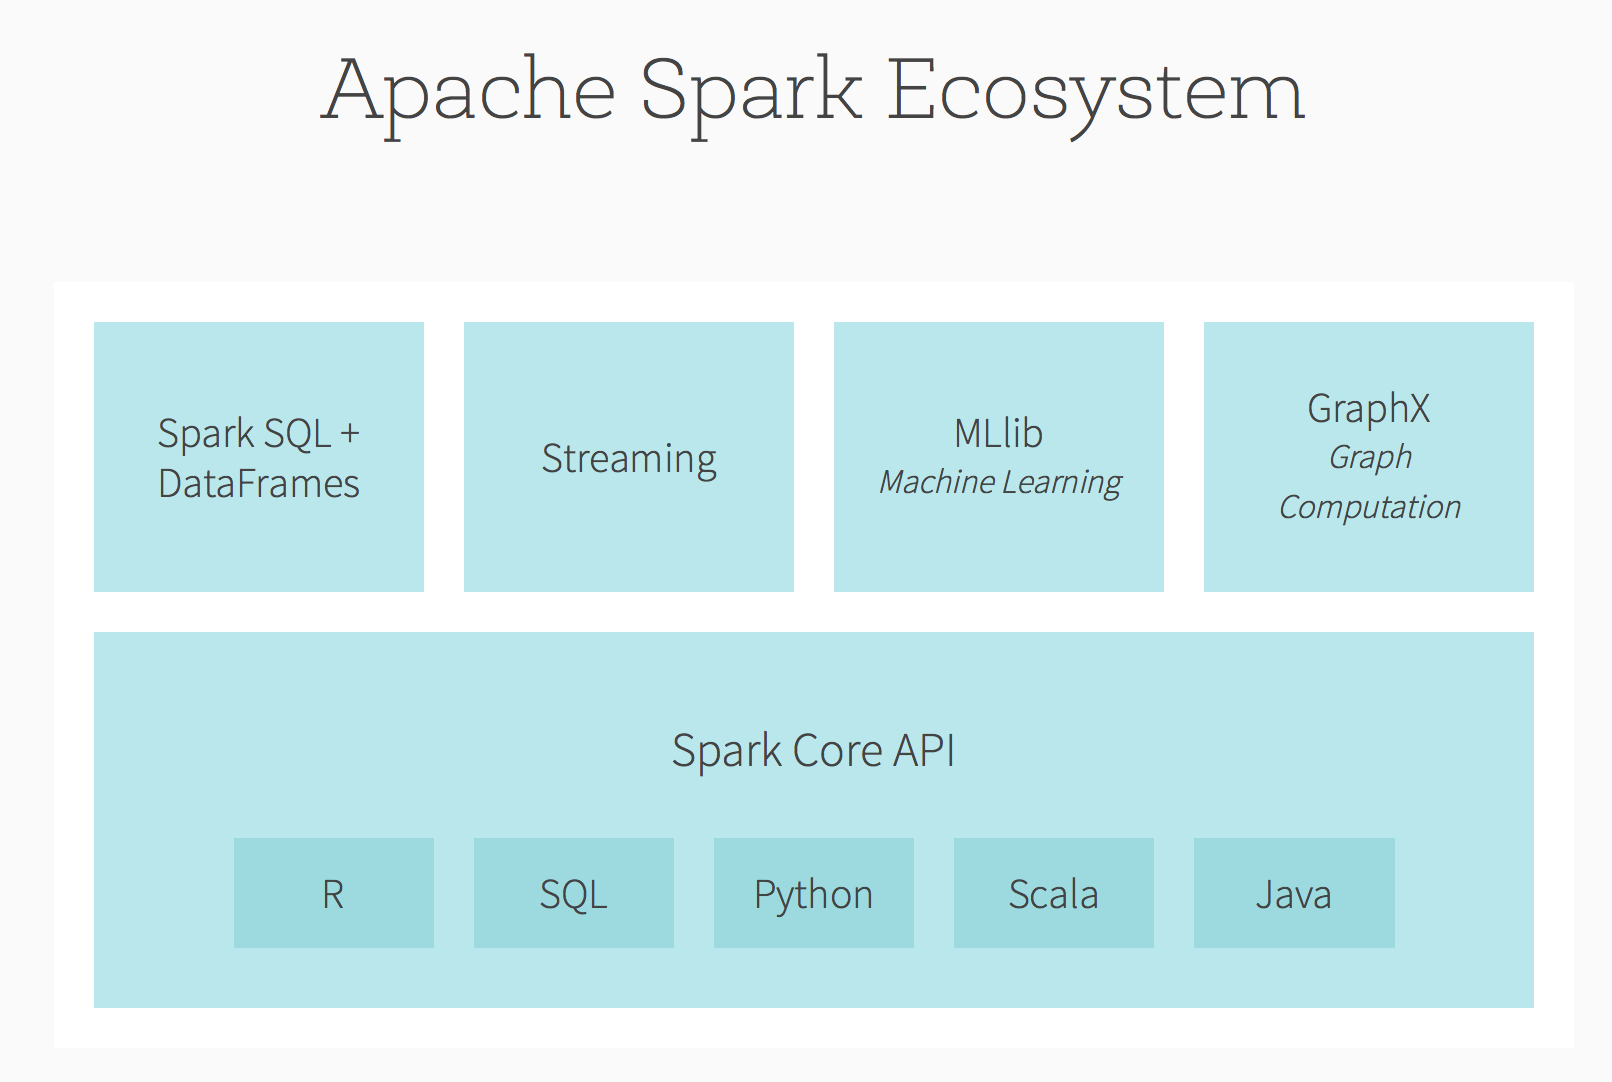 Apache Spark Ecosystem
Spark SQL +
DataFrames
Streaming
MLlib
Machine Learning
GraphX
Graph
Computation
Spark Core API
R
SQL
Python
Scala
Java